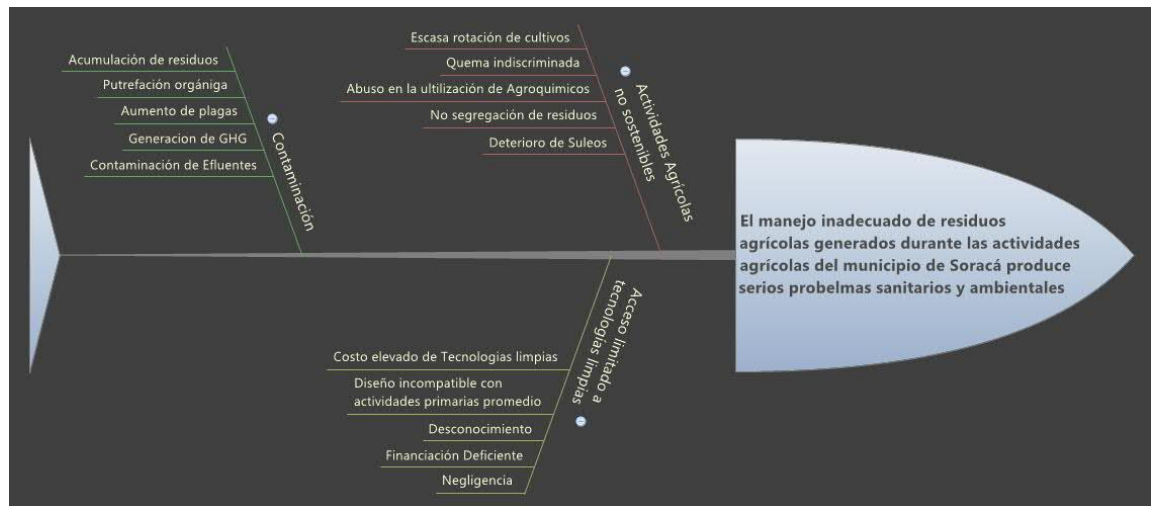 Acumulación de residuos
Putrefación orgániga
Aumento de plagas
Generacion de GHG
Contaminación de Efluentes
Contaminación
Escasa rotación de cultivos
Quema indiscriminada
Abuso en la ultilización de Agroquimicos
No segregación de residuos
Deterioro de Suleos
Actividades Agrícolas
no sostenibles
El manejo inadecuado de residuos
agrícolas generados durante las actividades
agrícolas del municipio de Soracá produce
serios probelmas sanitarios y ambientales
Acceso limitado a
tecnologías limpias
Costo elevado de Tecnologias limpias
Diseño incompatible con
actividades primarias promedio
Desconocimiento
Financiación Deficiente
Negligencia